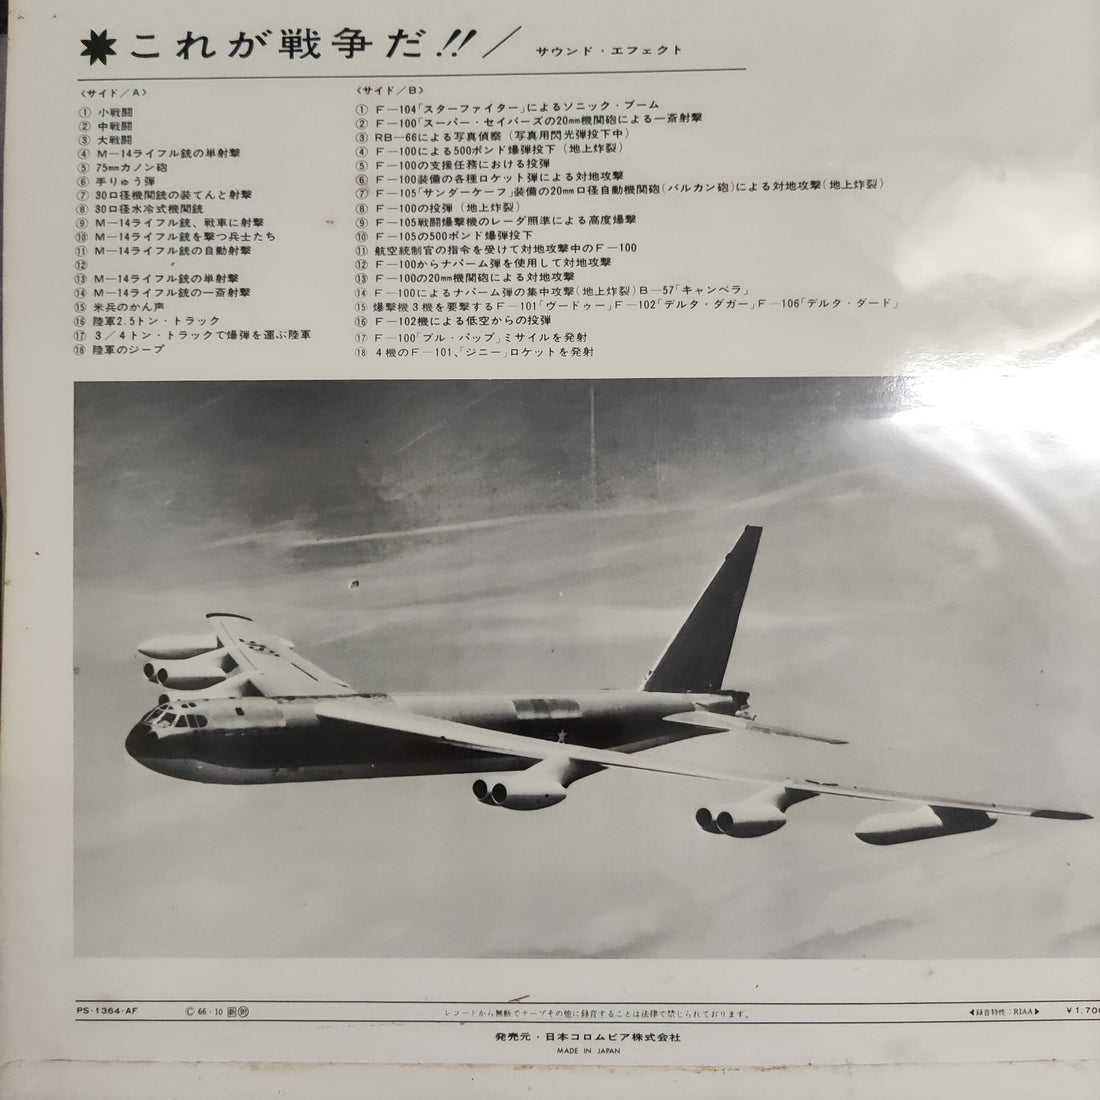 これが戦争だ!!／ サウンド・エフェクト
〈サイド／A〉
① 小戦闘
② 中戦闘
③ 大戦闘
④ M—14ライフル銃の単射撃
⑤ 75mmカノン砲
⑥ 手りゅう弾
⑦ 30口径機関銃の装てんと射撃
⑧ 30口径水冷式機関銃
⑨ M—14ライフル銃、戦車に射撃
⑩ M—14ライフル銃を撃つ兵士たち
⑪ M—14ライフル銃の自動射撃
⑫ 〃
⑬ M—14ライフル銃の単射撃
⑭ M—14ライフル銃の一斎射撃
⑮ 米兵のかん声
⑯ 陸軍2.5トン・トラック
⑰ 3／4トン・トラックで爆弾を運ぶ陸軍
⑱ 陸軍のジープ
〈サイド／B〉
① F—104「スターファイター」によるソニック・ブーム
② F—100「スーパー・セイバーズの20mm機関砲による一斎射撃
③ RB—66による写真偵察（写真用閃光弾投下中）
④ F—100による500ポンド爆弾投下（地上炸裂）
⑤ F—100の支援任務における投弾
⑥ F—100装備の各種ロケット弾による対地攻撃
⑦ F—105「サンダーケーフ」装備の20mm口径自動機関砲(バルカン砲)による対地攻撃(地上炸裂)
⑧ F—100の投弾（地上炸裂）
⑨ F—105戦闘爆撃機のレーダ照準による高度爆撃
⑩ F—105の500ポンド爆弾投下
⑪ 航空統制官の指令を受けて対地攻撃中のF—100
⑫ F—100からナパーム弾を使用して対地攻撃
⑬ F—100の20mm機関砲による対地攻撃
⑭ F—100によるナパーム弾の集中攻撃(地上炸裂)B—57「キャンベラ」
⑮ 爆撃機3機を要撃するF—101「ヴードゥー」F—102「デルタ・ダガー」F—106「デルタ・ダード」
⑯ F—102機による低空からの投弾
⑰ F—100「ブル・パップ」ミサイルを発射
⑱ 4機のF—101、「ジニー」ロケットを発射
PS-1364-AF Ⓒ 66・10 レコードから無断でテープその他に録音することは法律で禁じられております。 ◀録音特性：RIAA▶ ¥1,700
発売元・日本コロムビア株式会社
MADE IN JAPAN